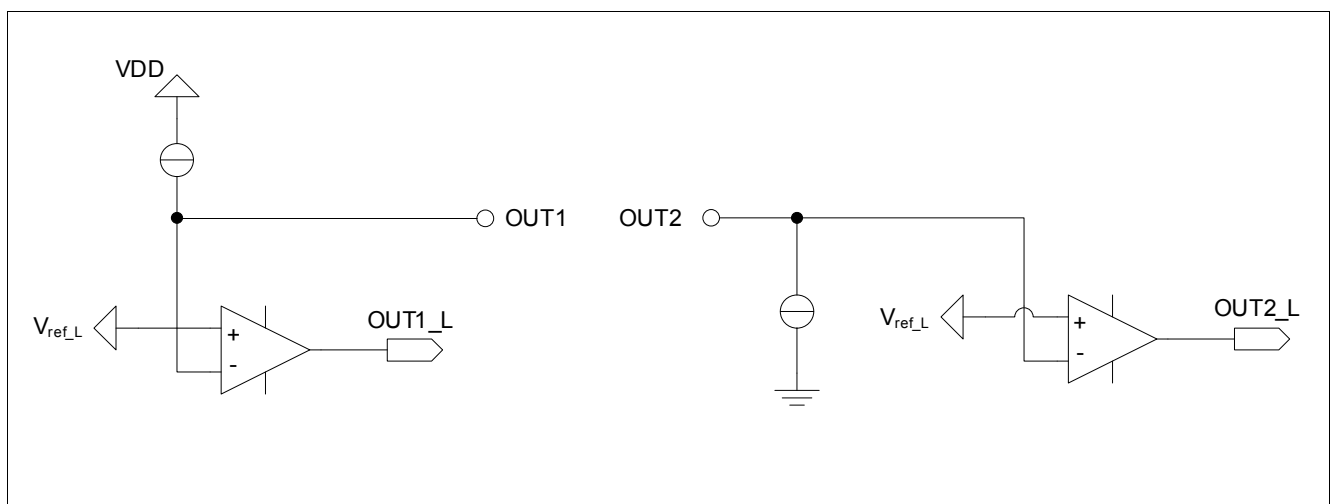 VDD
OUT1
OUT2
Vref_L
+
-
OUT1_L
Vref_L
+
-
OUT2_L